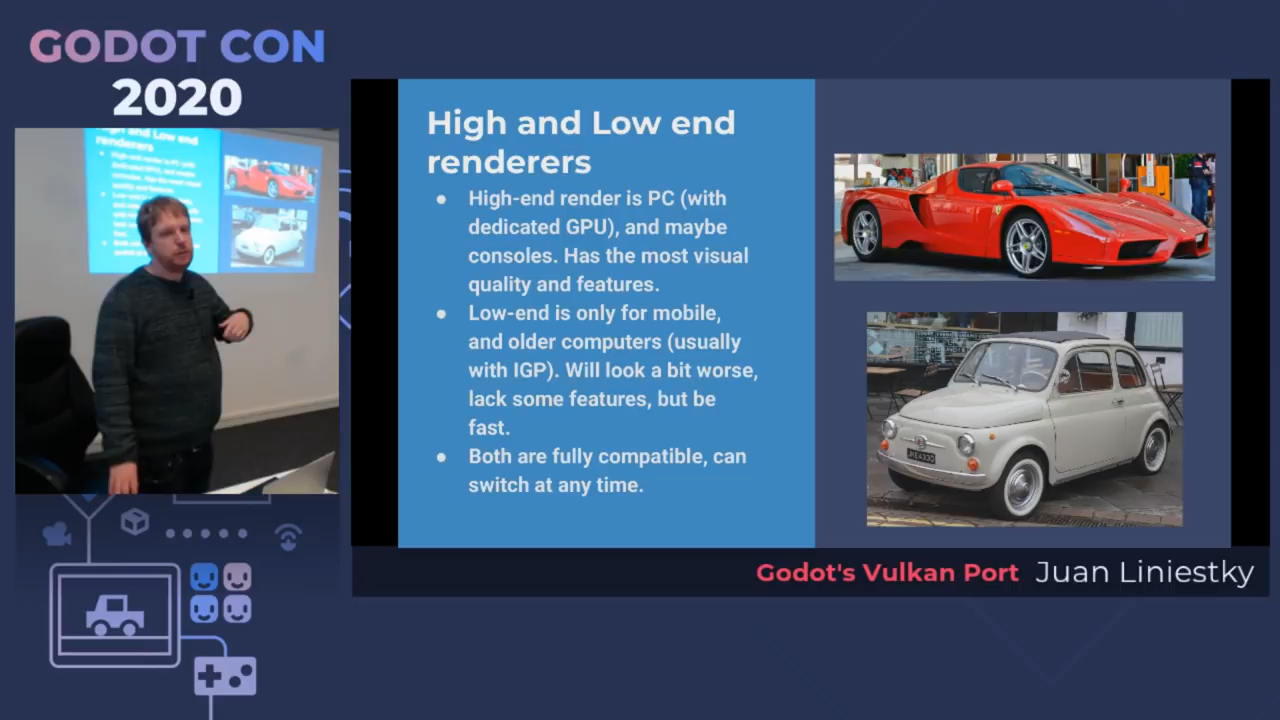 GODOT CON
2020
High and Low end
renderers
● High-end render is PC (with
dedicated GPU), and maybe
consoles. Has the most visual
quality and features.
● Low-end is only for mobile,
and older computers (usually
with IGP). Will look a bit worse,
lack some features, but be
fast.
● Both are fully compatible, can
switch at any time.
Godot's Vulkan Port Juan Liniestky